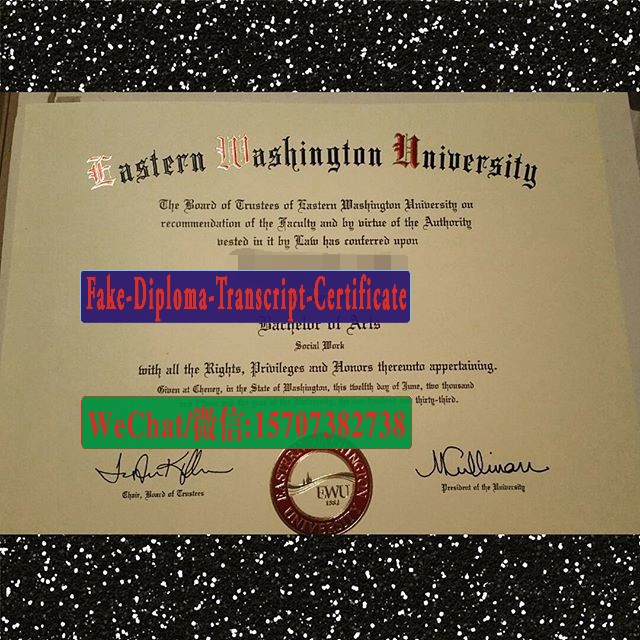 Eastern Washington University
The Board of Trustees of Eastern Washington University on
recommendation of the Faculty and by virtue of the Authority
vested in it by Law has conferred upon
Fake-Diploma-Transcript-Certificate
Bachelor of Arts
Social Work
with all the Rights, Privileges and Honors thereunto appertaining.
Given at Cheney, in the State of Washington, this twelfth day of June, two thousand
thirty-third.
WeChat/微信:15707382738
Chair, Board of Trustees
EASTERN WASHINGTON
EWU
1882
UNIVERSITY
President of the University